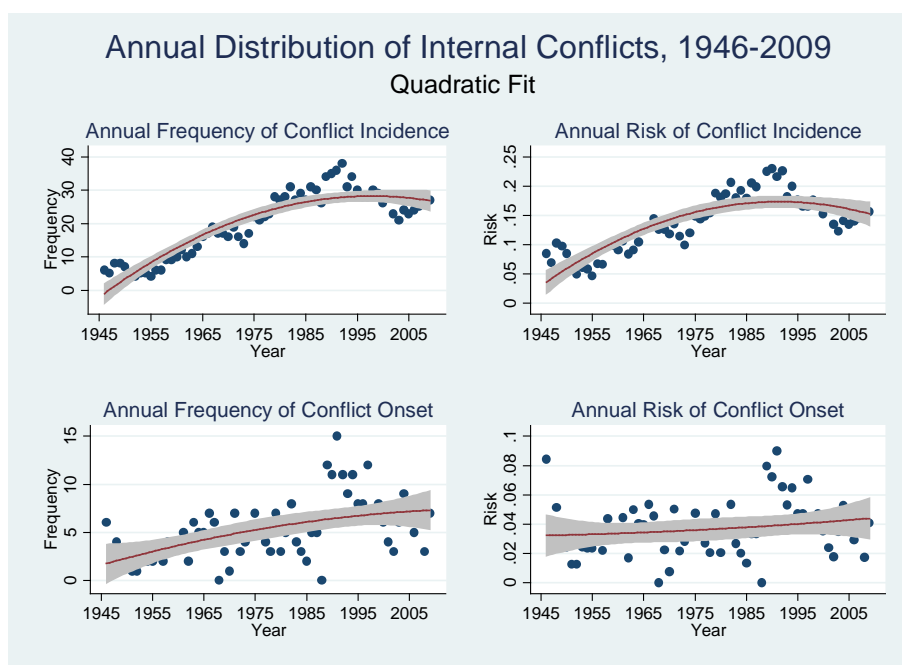 Annual Distribution of Internal Conflicts, 1946-2009
Quadratic Fit
Annual Frequency of Conflict Incidence
Frequency
40
30
20
10
0
1945 1955 1965 1975 1985 1995 2005
Year
Annual Risk of Conflict Incidence
Risk
.25
.2
.15
.1
.05
0
1945 1955 1965 1975 1985 1995 2005
Year
Annual Frequency of Conflict Onset
Frequency
15
10
5
0
1945 1955 1965 1975 1985 1995 2005
Year
Annual Risk of Conflict Onset
Risk
.1
.08
.06
.04
.02
0
1945 1955 1965 1975 1985 1995 2005
Year